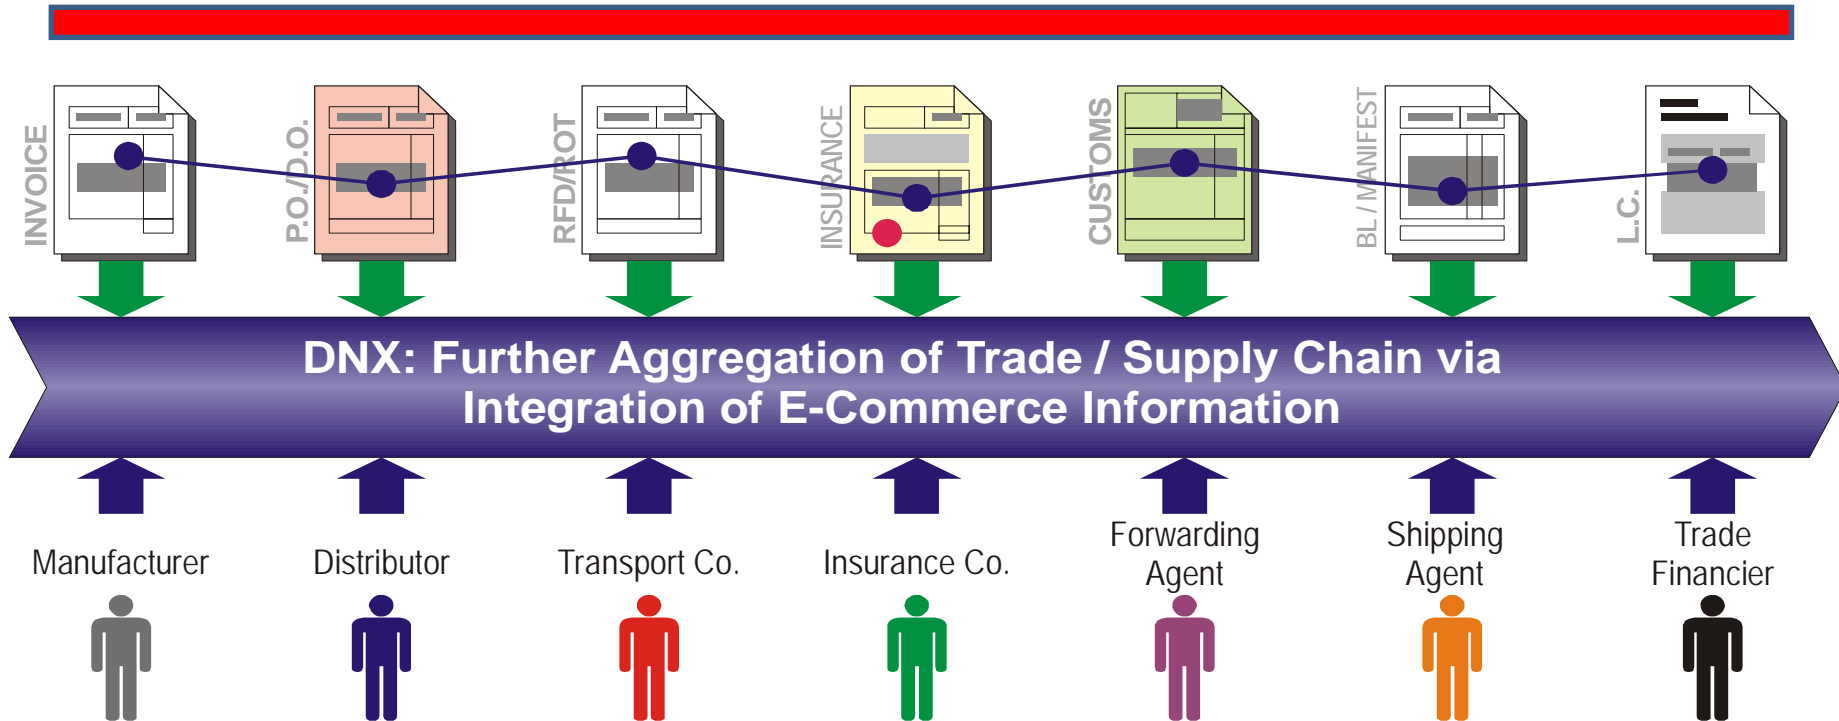 INVOICE
P.O./D.O.
RFD/ROT
INSURANCE
CUSTOMS
BL / MANIFEST
L.C.
DNX: Further Aggregation of Trade / Supply Chain via
Integration of E-Commerce Information
Manufacturer
Distributor
Transport Co.
Insurance Co.
Forwarding
Agent
Shipping
Agent
Trade
Financier